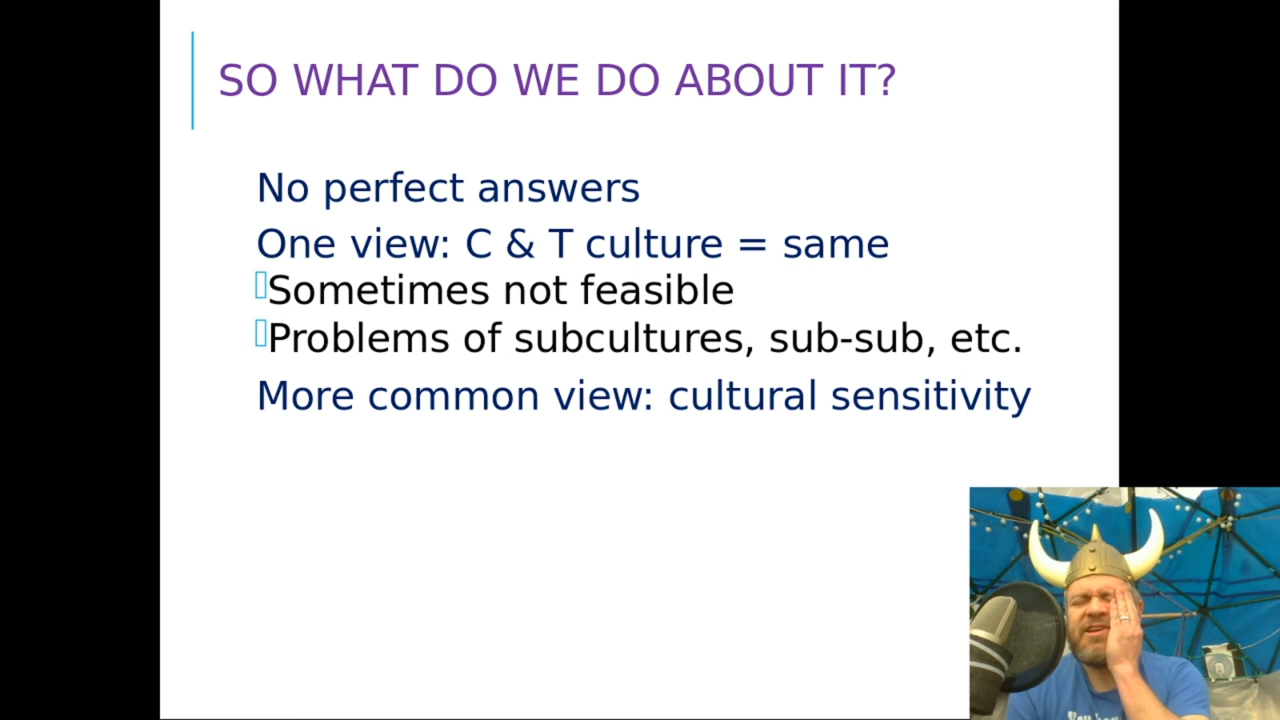 SO WHAT DO WE DO ABOUT IT?
No perfect answers
One view: C & T culture = same
Sometimes not feasible
Problems of subcultures, sub-sub, etc.
More common view: cultural sensitivity